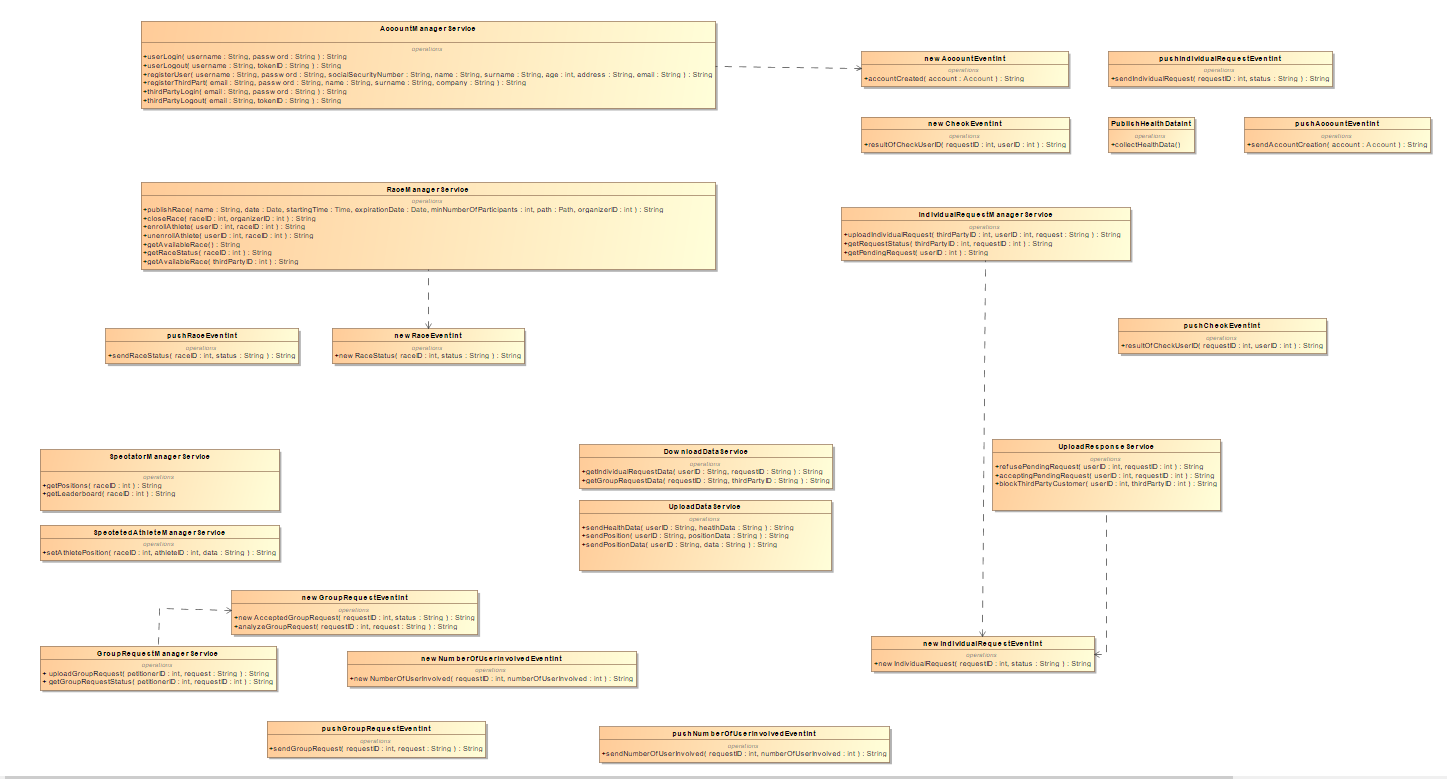 AccountManagerService
operations
+userLogin( username : String, password : String ) : String
+userLogout( username : String, tokenID : String ) : String
+registerUser( username : String, password : String, socialSecurityNumber : String, name : String, surname : String, age : int, address : String, email : String ) : String
+registerThirdPart( email : String, password : String, name : String, surname : String, company : String ) : String
+thirdPartyLogin( email : String, password : String ) : String
+thirdPartyLogout( email : String, tokenID : String ) : String
newAccountEventInt
operations
+accountCreated( account : Account ) : String
pushIndividualRequestEventInt
operations
+sendIndividualRequest( requestID : int, status : String ) : String
newCheckEventInt
operations
+resultOfCheckUserID( requestID : int, userID : int ) : String
PublishHealthDataInt
operations
+collectHealthData()
pushAccountEventInt
operations
+sendAccountCreation( account : Account ) : String
RaceManagerService
operations
+publishRace( name : String, date : Date, startingTime : Time, expirationDate : Date, minNumberOfParticipants : int, path : Path, organizerID : int ) : String
+closeRace( raceID : int, organizerID : int ) : String
+enrollAthlete( userID : int, raceID : int ) : String
+unenrollAthlete( userID : int, raceID : int ) : String
+getAvailableRace() : String
+getRaceStatus( raceID : int ) : String
+getAvailableRace( thirdPartyID : int ) : String
IndividualRequestManagerService
operations
+uploadIndividualRequest( thirdPartyID : int, userID : int, request : String ) : String
+getRequestStatus( thirdPartyID : int, requestID : int ) : String
+getPendingRequest( userID : int ) : String
pushRaceEventInt
operations
+sendRaceStatus( raceID : int, status : String ) : String
newRaceEventInt
operations
+newRaceStatus( raceID : int, status : String ) : String
pushCheckEventInt
operations
+resultOfCheckUserID( requestID : int, userID : int ) : String
SpectatorManagerService
operations
+getPositions( raceID : int ) : String
+getLeaderboard( raceID : int ) : String
DownloadDataService
operations
+getIndividualRequestData( userID : String, requestID : String ) : String
+getGroupRequestData( requestID : String, thirdPartyID : String ) : String
UploadResponseService
operations
+refusePendingRequest( userID : int, requestID : int ) : String
+acceptingPendingRequest( userID : int, requestID : int ) : String
+blockThirdPartyCustomer( userID : int, thirdPartyID : int ) : String
UploadDataService
operations
+sendHealthData( userID : String, heathData : String ) : String
+sendPosition( userID : String, positionData : String ) : String
+sendPositionData( userID : String, data : String ) : String
SpectetedAthleteManagerService
operations
+setAthletePosition( raceID : int, athleteID : int, data : String ) : String
newGroupRequestEventInt
operations
+newAcceptedGroupRequest( requestID : int, status : String ) : String
+analyzeGroupRequest( requestID : int, request : String ) : String
GroupRequestManagerService
operations
+ uploadGroupRequest( petitionerID : int, request : String ) : String
+ getGroupRequestStatus( petitionerID : int, requestID : int ) : String
newNumberOfUserInvolvedEventInt
operations
+newNumberOfUserInvolved( requestID : int, numberOfUserInvolved : int ) : String
newIndividualRequestEventInt
operations
+newIndividualRequest( requestID : int, status : String ) : String
pushGroupRequestEventInt
operations
+sendGroupRequest( requestID : int, request : String ) : String
pushNumberOfUserInvolvedEventInt
operations
+sendNumberOfUserInvolved( requestID : int, numberOfUserInvolved : int ) : String